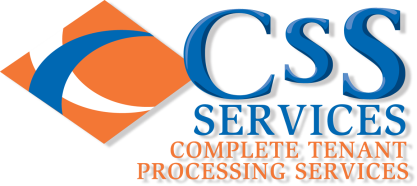 CsS
SERVICES
COMPLETE TENANT
PROCESSING SERVICES